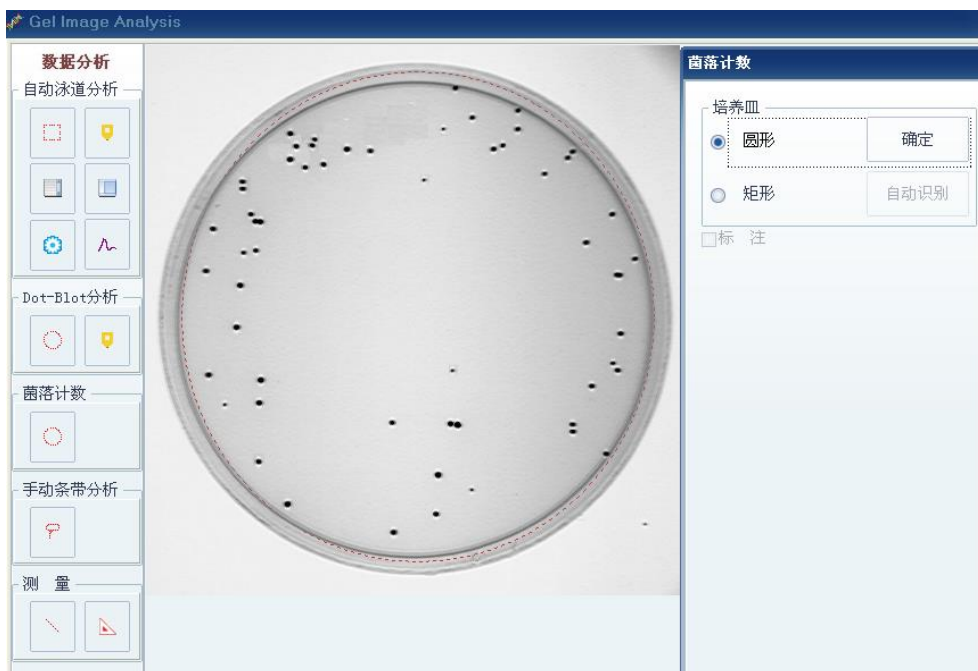 Gel Image Analysis
数据分析
自动泳道分析
Dot-Blot分析
菌落计数
手动条带分析
测 量
菌落计数
培养皿
圆形
确定
矩形
自动识别
标 注